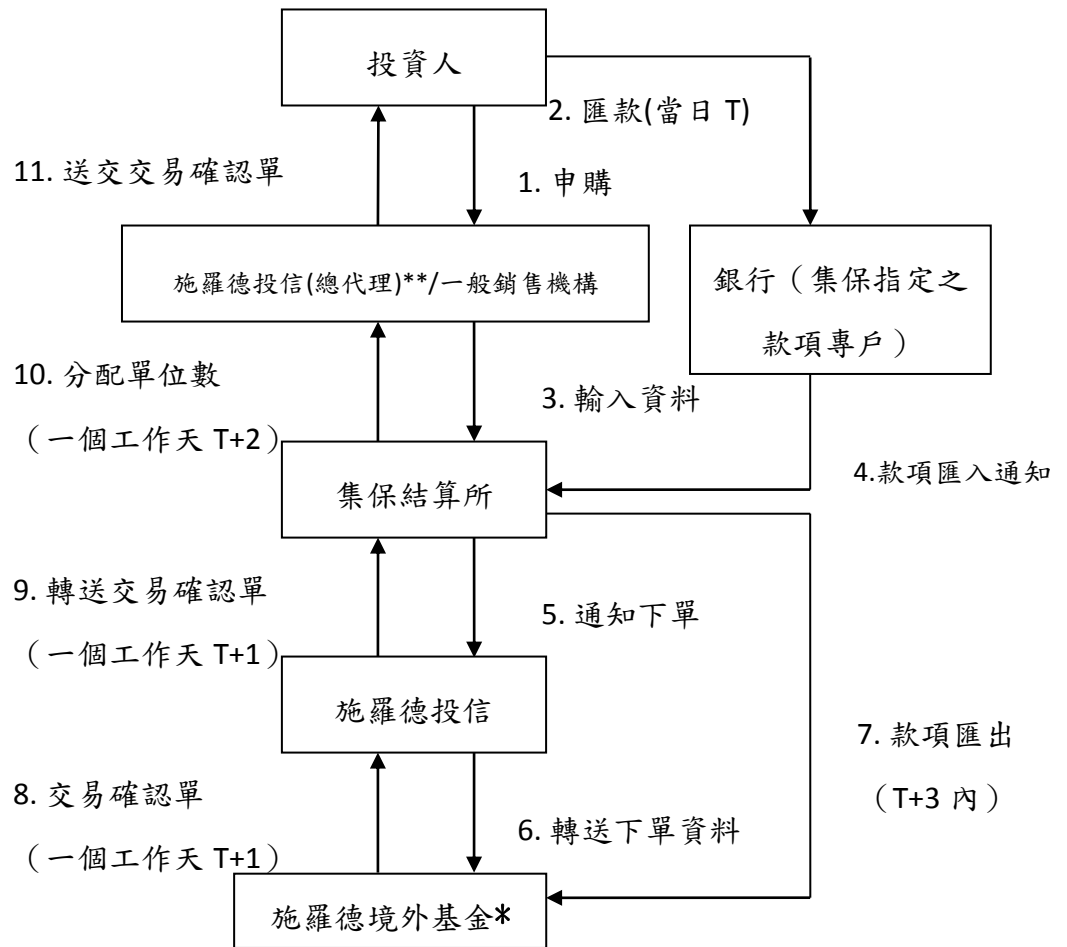 投資人
2. 匯款(當日 T)
11. 送交交易確認單
1. 申購
施羅德投信(總代理)**/一般銷售機構
銀行（集保指定之
款項專戶）
10. 分配單位數
（一個工作天 T+2）
3. 輸入資料
4.款項匯入通知
集保結算所
9. 轉送交易確認單
（一個工作天 T+1）
5. 通知下單
施羅德投信
7. 款項匯出
（T+3 內）
8. 交易確認單
（一個工作天 T+1）
6. 轉送下單資料
施羅德境外基金*